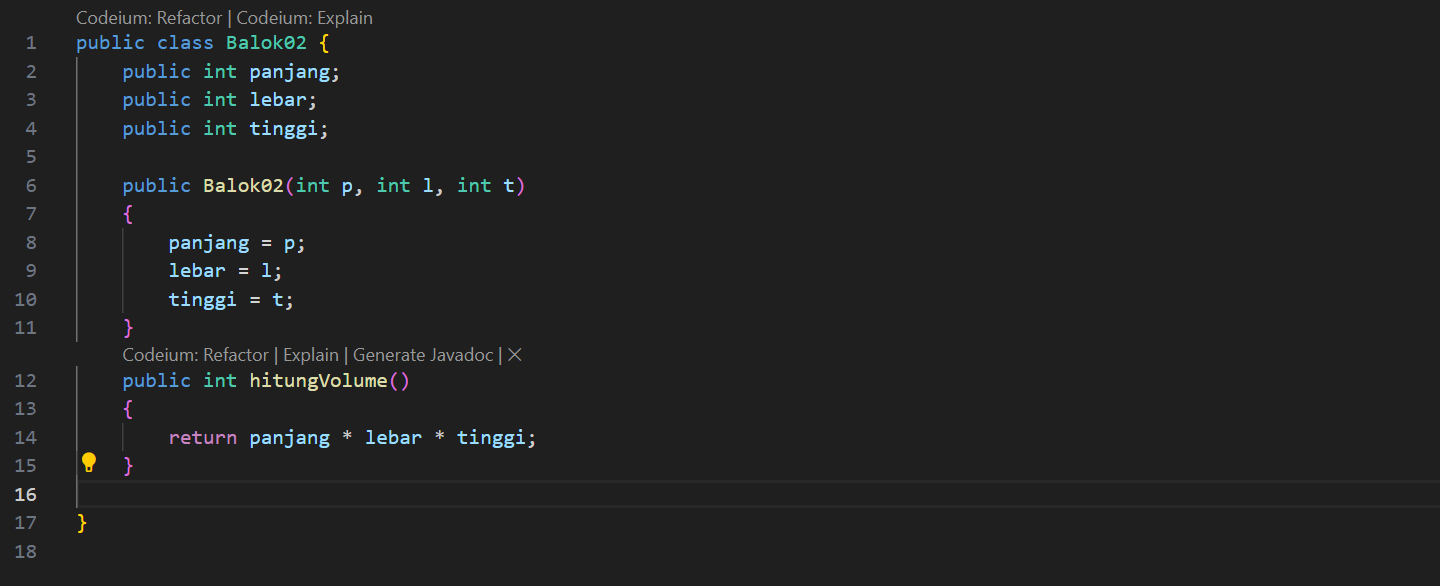 Codeium: Refactor | Codeium: Explain
1 public class Balok02 {
2 public int panjang;
3 public int lebar;
4 public int tinggi;
5
6 public Balok02(int p, int l, int t)
7 {
8 panjang = p;
9 lebar = l;
10 tinggi = t;
11 }
Codeium: Refactor | Explain | Generate Javadoc | ×
12 public int hitungVolume()
13 {
14 return panjang * lebar * tinggi;
15 }
16
17 }
18